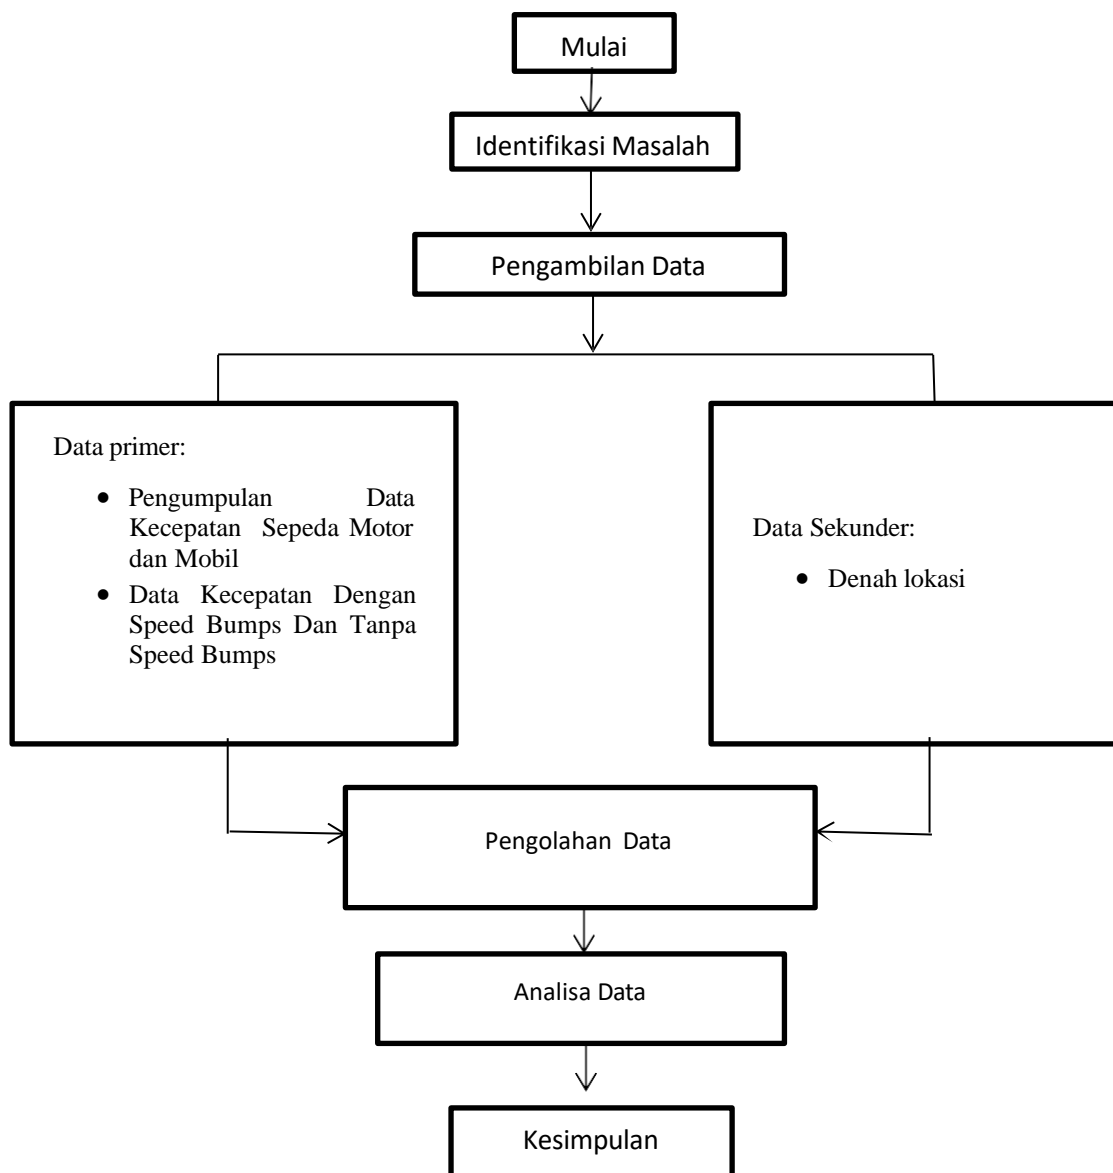 Mulai
Identifikasi Masalah
Pengambilan Data
Data primer:
• Pengumpulan Data
Kecepatan Sepeda Motor
dan Mobil
• Data Kecepatan Dengan
Speed Bumps Dan Tanpa
Speed Bumps
Data Sekunder:
• Denah lokasi
Pengolahan Data
Analisa Data
Kesimpulan